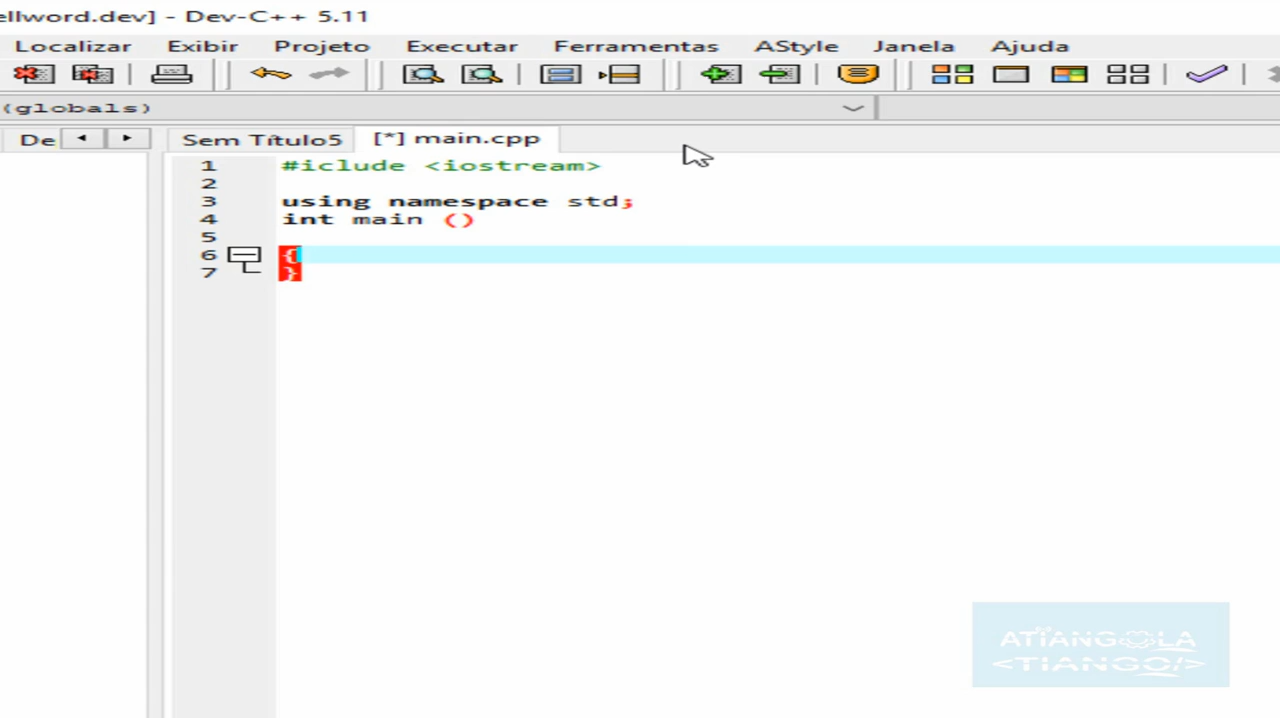 ellword.dev] - Dev-C++ 5.11
Localizar Exibir Projeto Executar Ferramentas AStyle Janela Ajuda
(globals)
De Sem Título5 [*] main.cpp
1 #iclude <iostream>
2
3 using namespace std;
4 int main ()
5
6 {
7 }
ATIANGOLA
<TIANGO/>